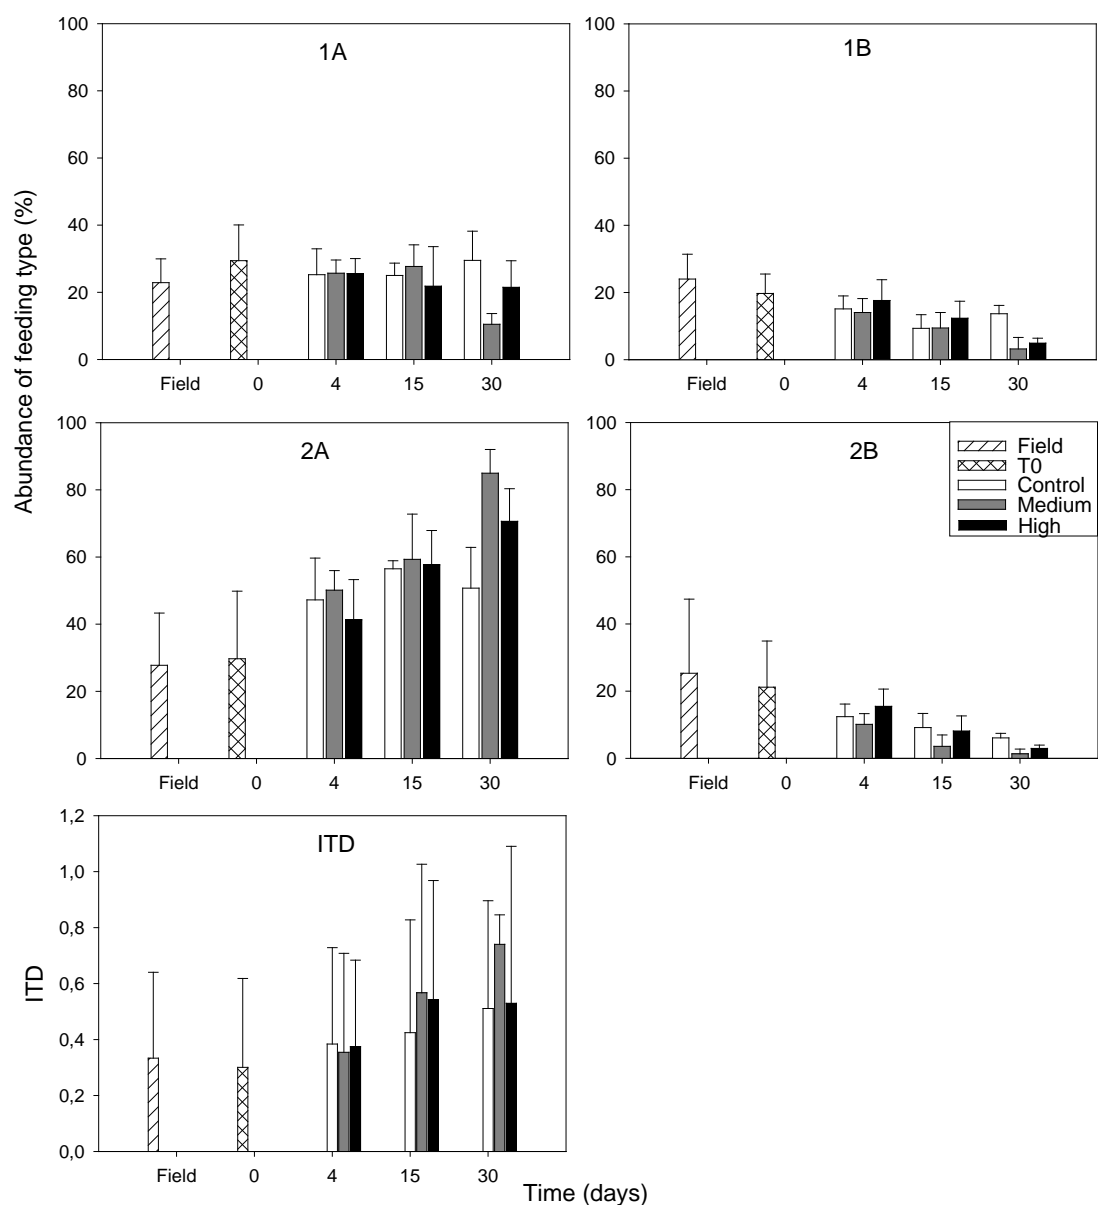 Abundance of feeding type (%)
1A
100
80
60
40
20
0
Field 0 4 15 30
1B
100
80
60
40
20
0
Field 0 4 15 30
2A
100
80
60
40
20
0
Field 0 4 15 30
2B
100
80
60
40
20
0
Field 0 4 15 30
Field
T0
Control
Medium
High
ITD
ITD
1,2
1,0
0,8
0,6
0,4
0,2
0,0
Field 0 4 15 30
Time (days)